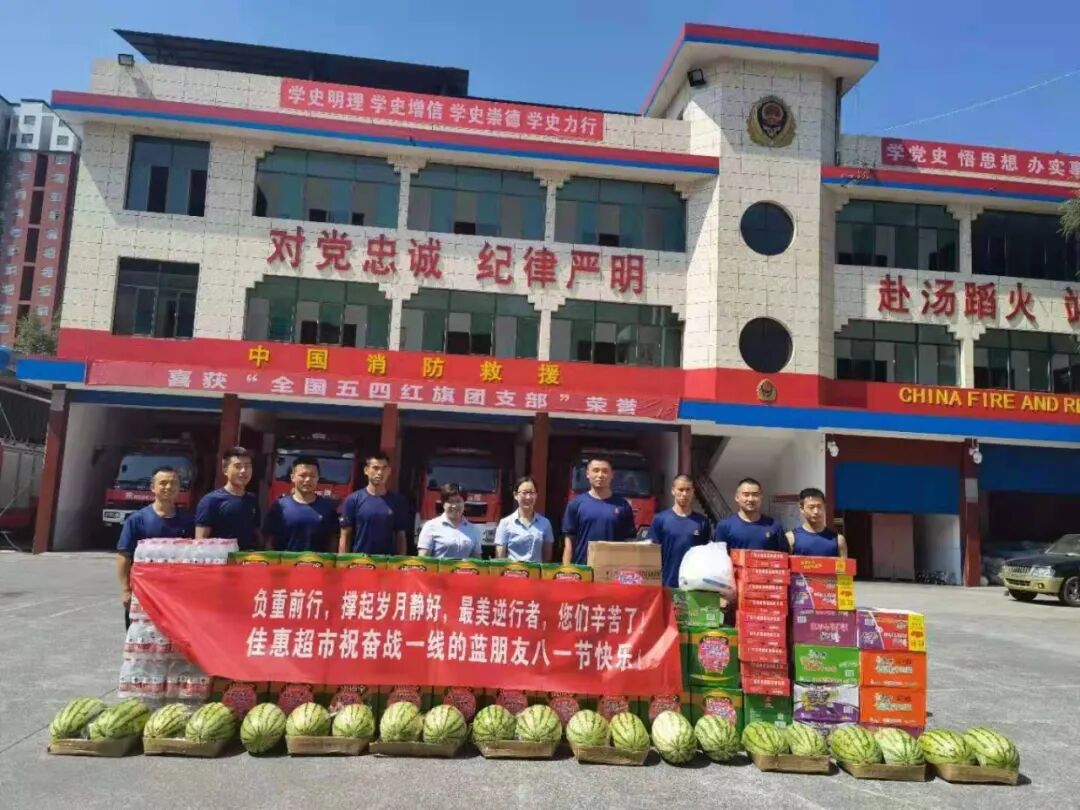 学史明理 学史增信 学史崇德 学史力行
学党史 悟思想 办实事
对党忠诚 纪律严明
赴汤蹈火
中国消防救援
喜获“全国五四红旗团支部”荣誉
CHINA FIRE AND RE
负重前行，撑起岁月静好，最美逆行者，您们辛苦了
佳惠超市祝奋战一线的蓝朋友八一节快乐